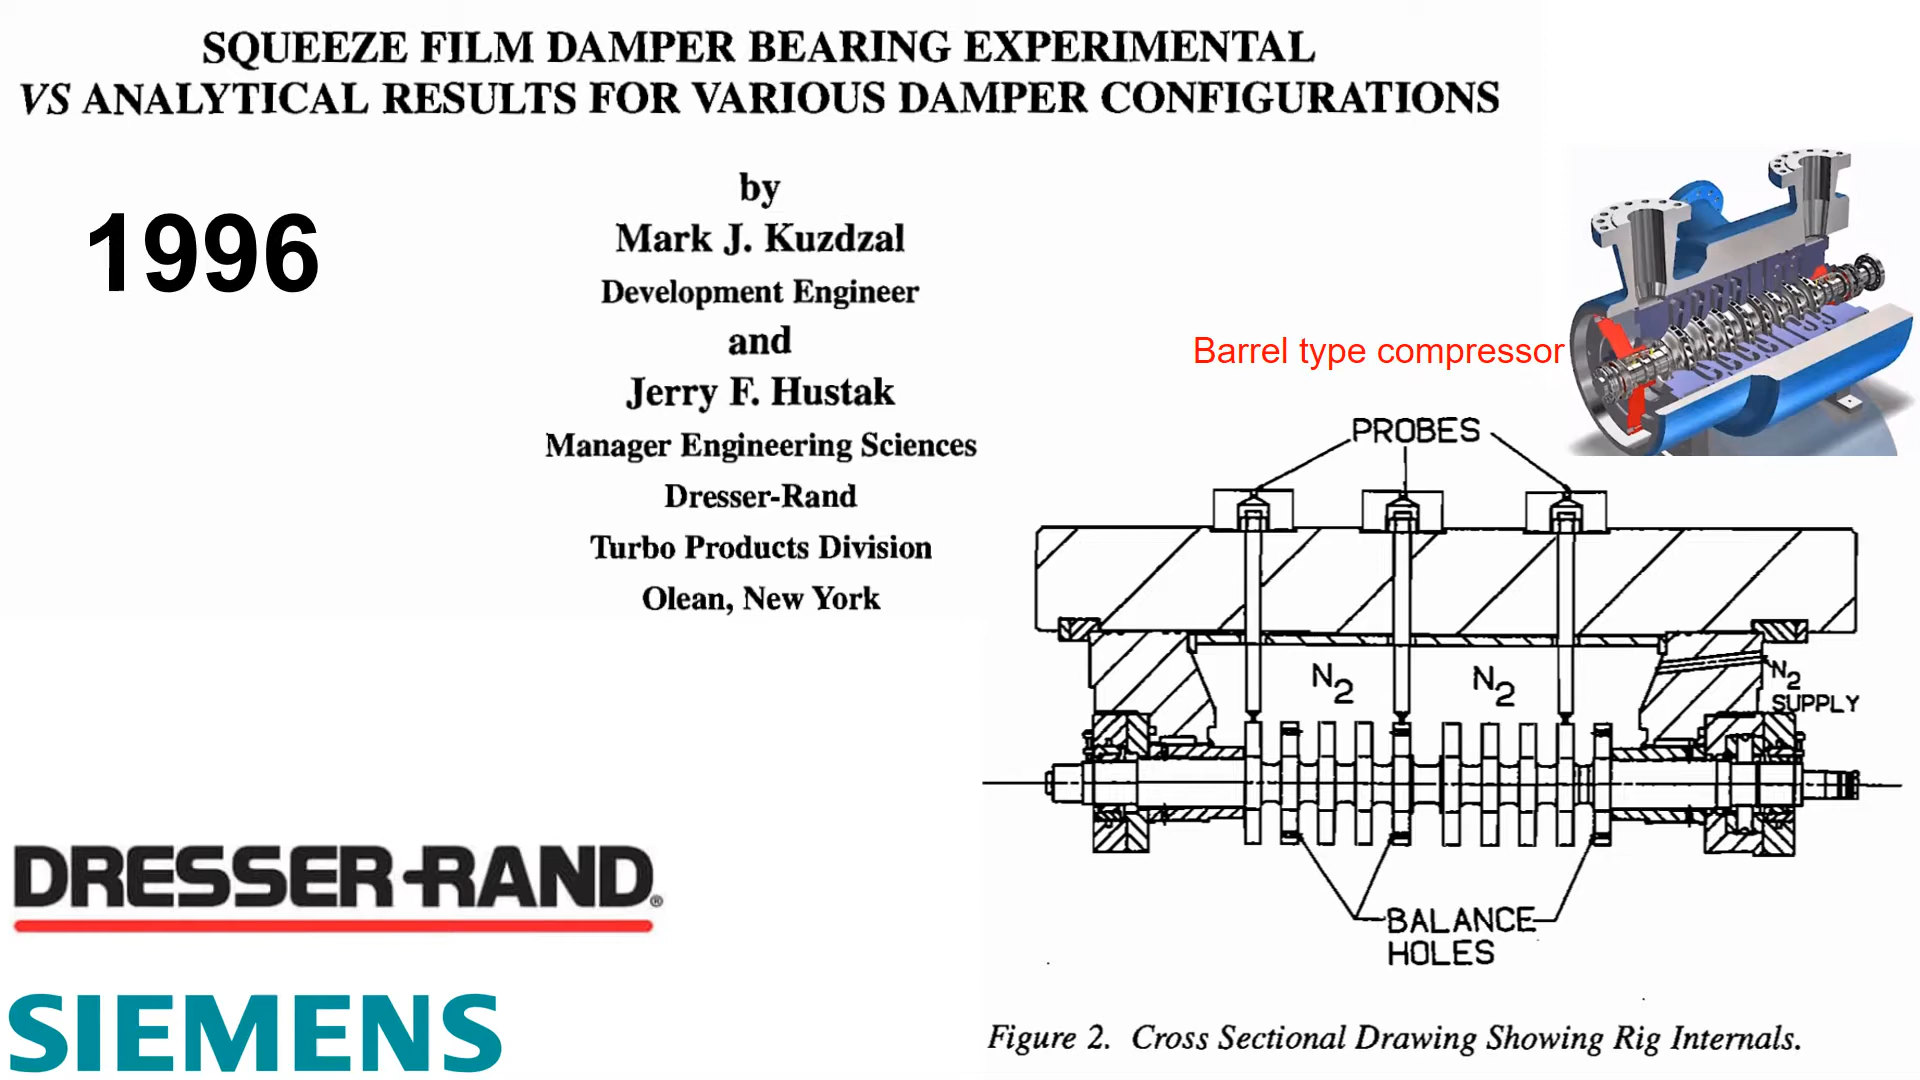 SQUEEZE FILM DAMPER BEARING EXPERIMENTAL
VS ANALYTICAL RESULTS FOR VARIOUS DAMPER CONFIGURATIONS
by
Mark J. Kuzdzal
Development Engineer
and
Jerry F. Hustak
Manager Engineering Sciences
Dresser-Rand
Turbo Products Division
Olean, New York
1996
Barrel type compressor
PROBES
N2
N2
N2
SUPPLY
BALANCE
HOLES
Figure 2. Cross Sectional Drawing Showing Rig Internals.
DRESSER-RAND®
SIEMENS